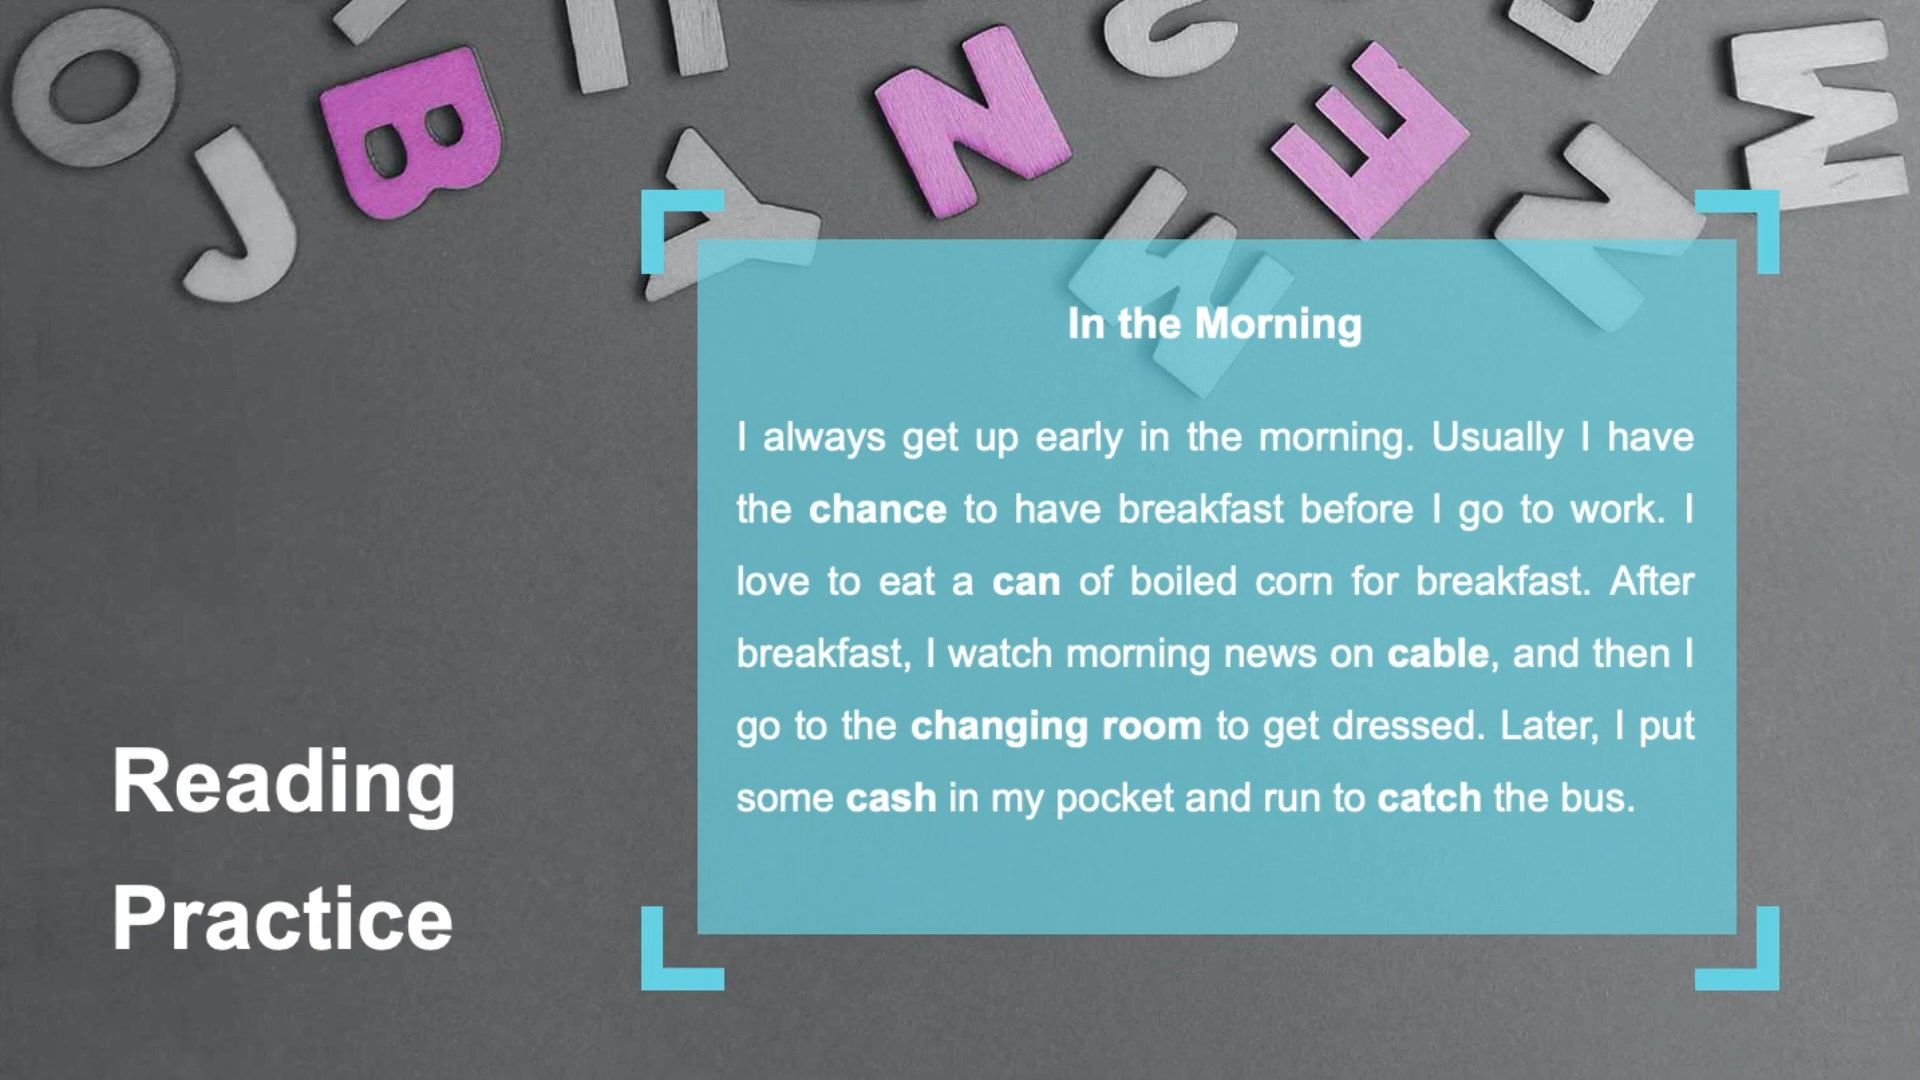 In the Morning
I always get up early in the morning. Usually I have
the chance to have breakfast before I go to work. I
love to eat a can of boiled corn for breakfast. After
breakfast, I watch morning news on cable, and then I
go to the changing room to get dressed. Later, I put
some cash in my pocket and run to catch the bus.
Reading
Practice